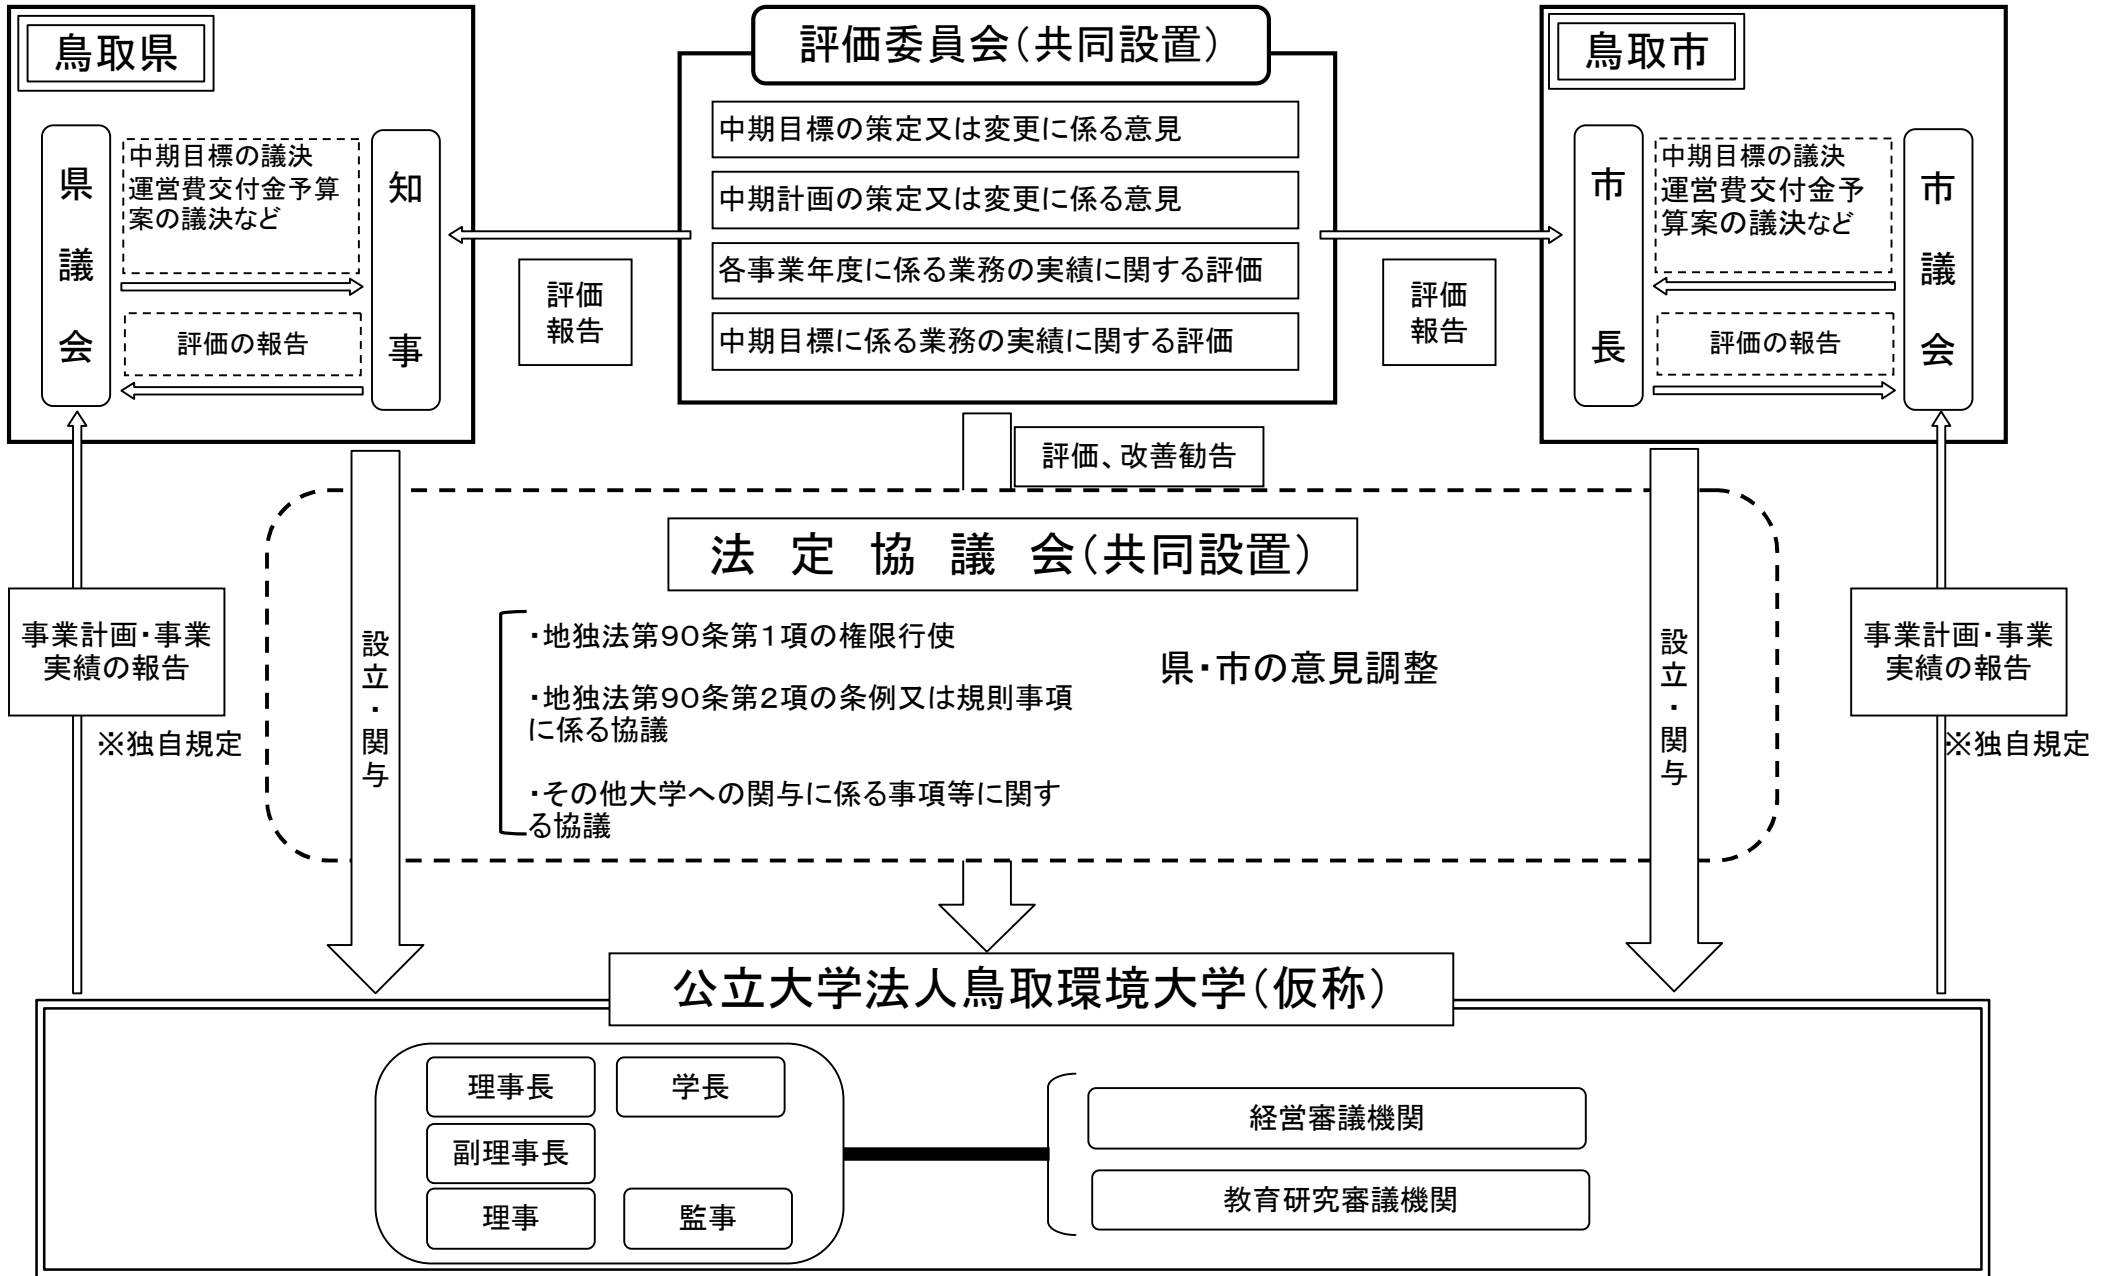 鳥取県
県議会
中期目標の議決
運営費交付金予算
案の議決など
知事
評価の報告
評価
報告
評価委員会（共同設置）
中期目標の策定又は変更に係る意見
中期計画の策定又は変更に係る意見
各事業年度に係る業務の実績に関する評価
中期目標に係る業務の実績に関する評価
評価
報告
鳥取市
市長
中期目標の議決
運営費交付金予
算案の議決など
市議会
評価の報告
評価、改善勧告
法　定　協　議　会（共同設置）
・地独法第９０条第１項の権限行使
・地独法第９０条第２項の条例又は規則事項
に係る協議
・その他大学への関与に係る事項等に関す
る協議
県・市の意見調整
事業計画・事業
実績の報告
※独自規定
設立・関与
設立・関与
事業計画・事業
実績の報告
※独自規定
公立大学法人鳥取環境大学（仮称）
理事長
学長
副理事長
理事
監事
経営審議機関
教育研究審議機関